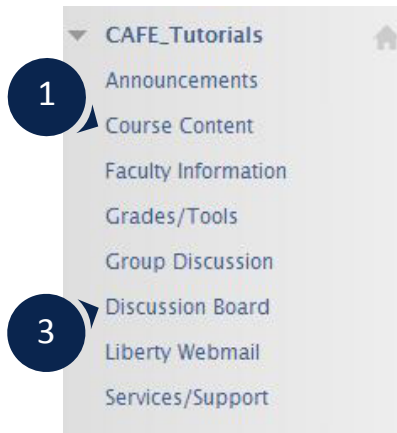 CAFE_Tutorials
Announcements
1
Course Content
Faculty Information
Grades/Tools
Group Discussion
Discussion Board
3
Liberty Webmail
Services/Support